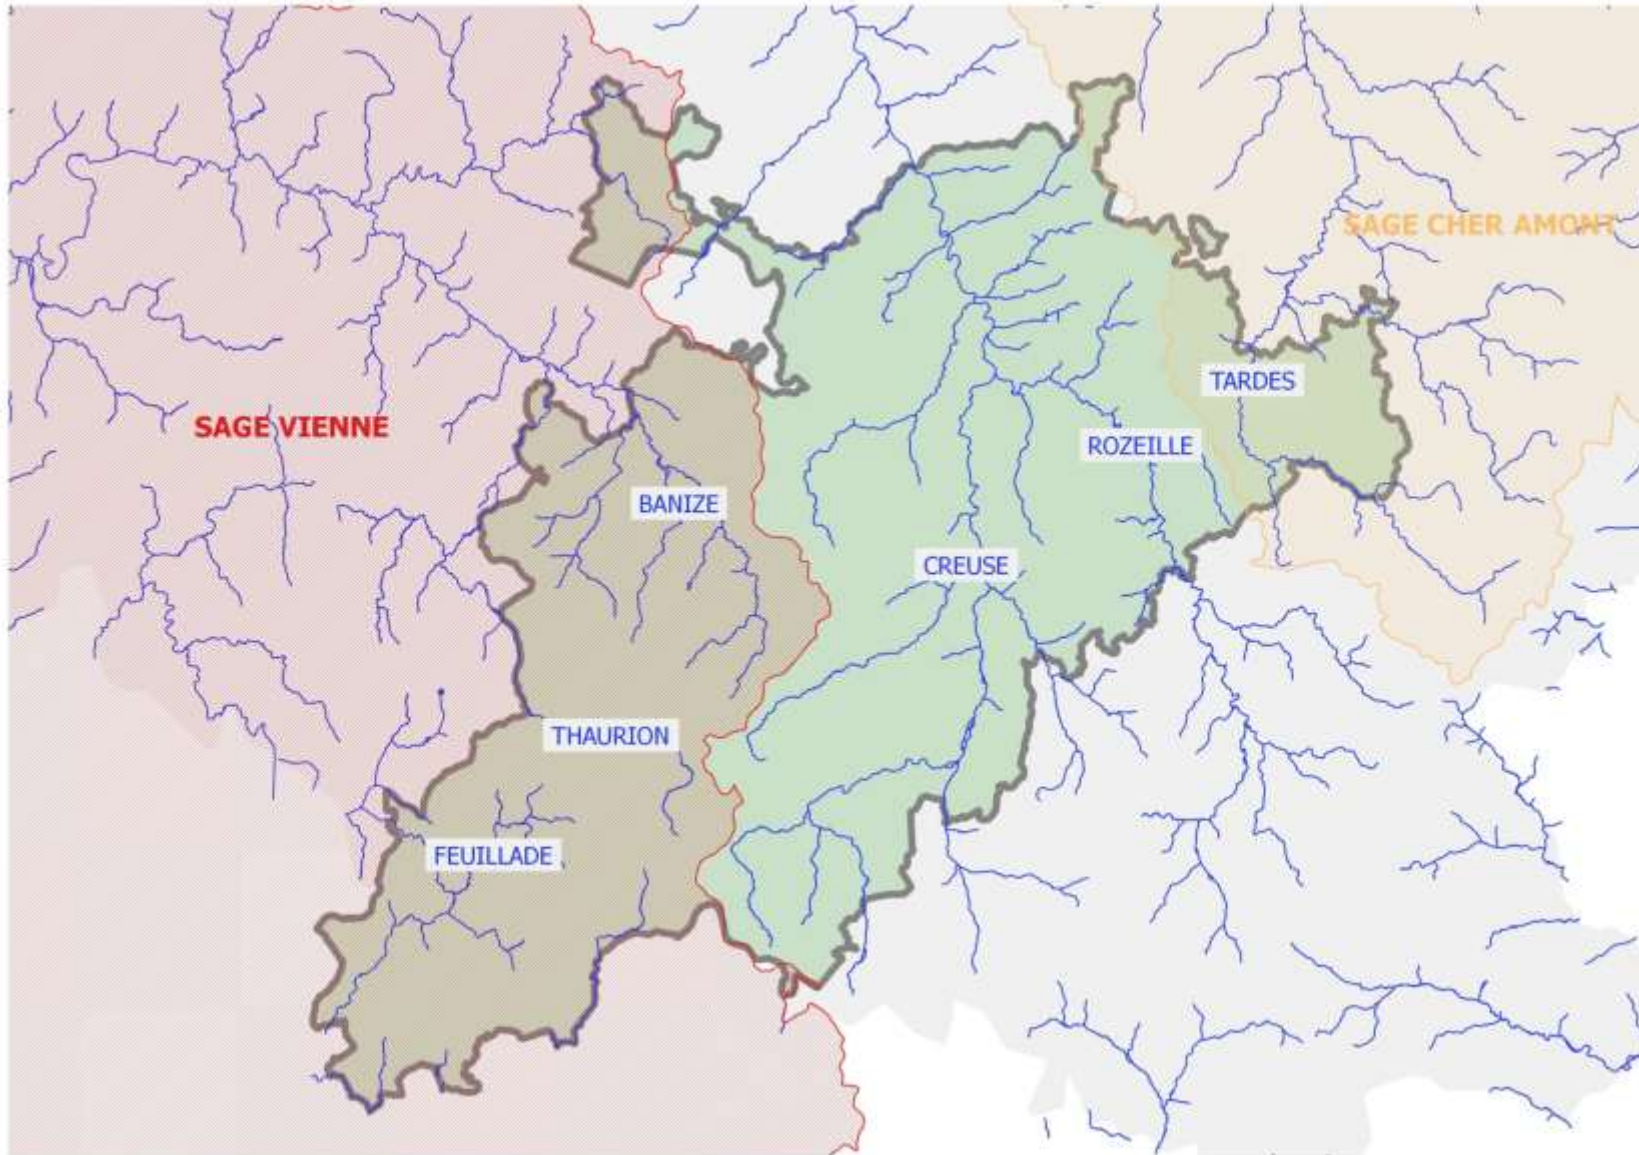 SAGE CHER AMONT
TARDES
SAGE VIENNE
ROZEILLE
BANIZE
CREUSE
THAURION
FEUILLADE